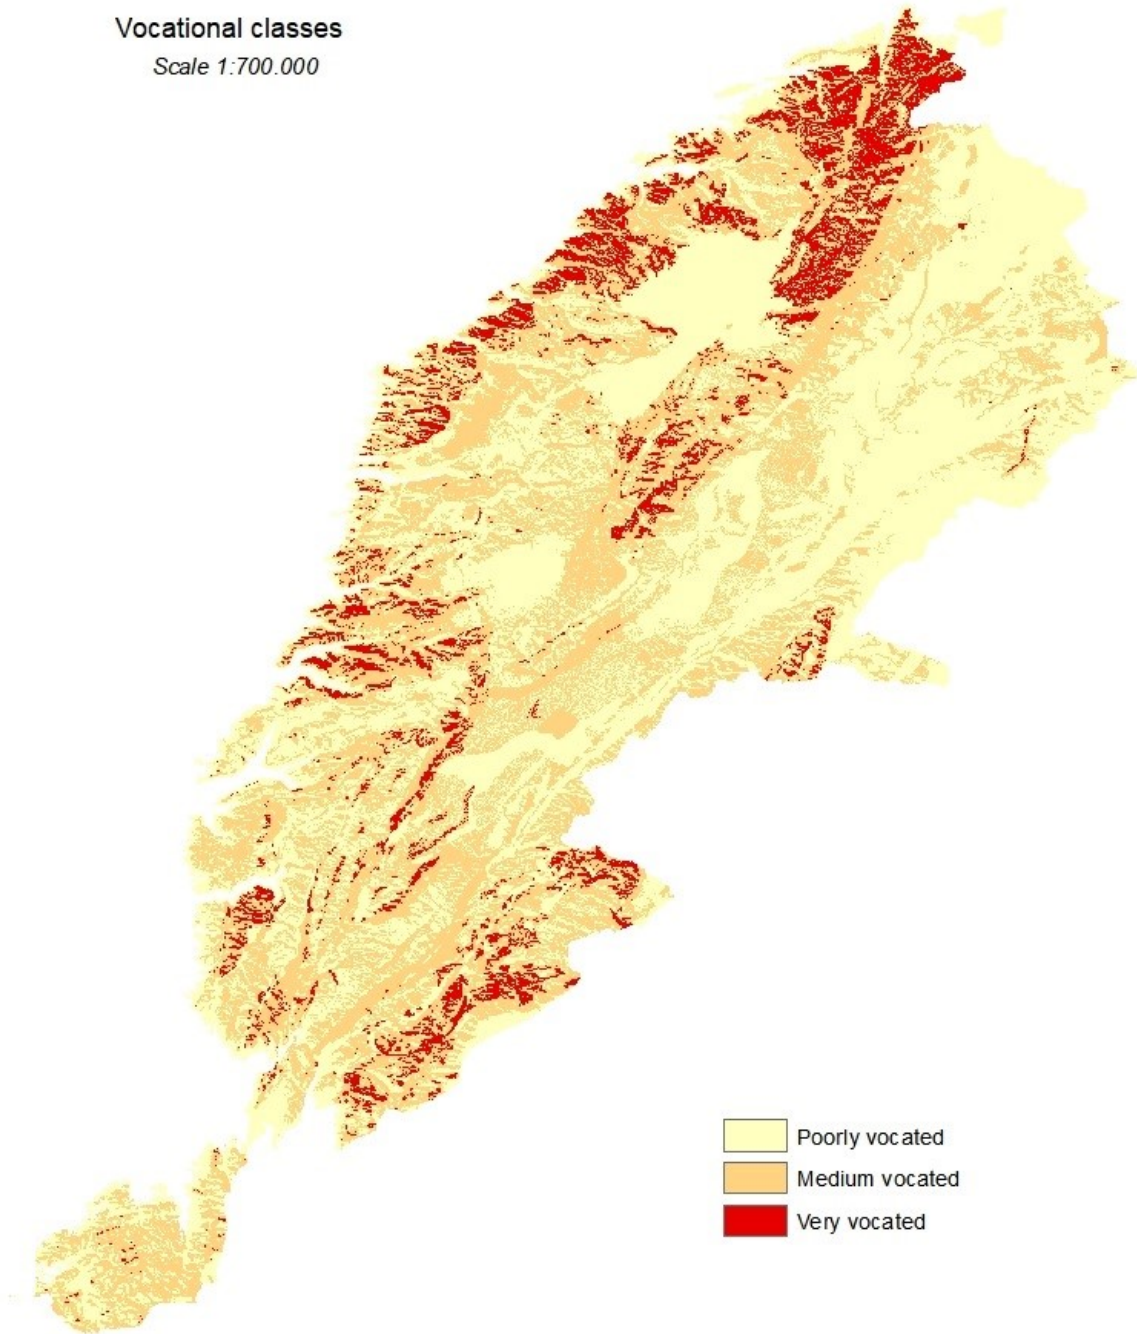 Vocational classes
Scale 1:700.000
Poorly vocated
Medium vocated
Very vocated